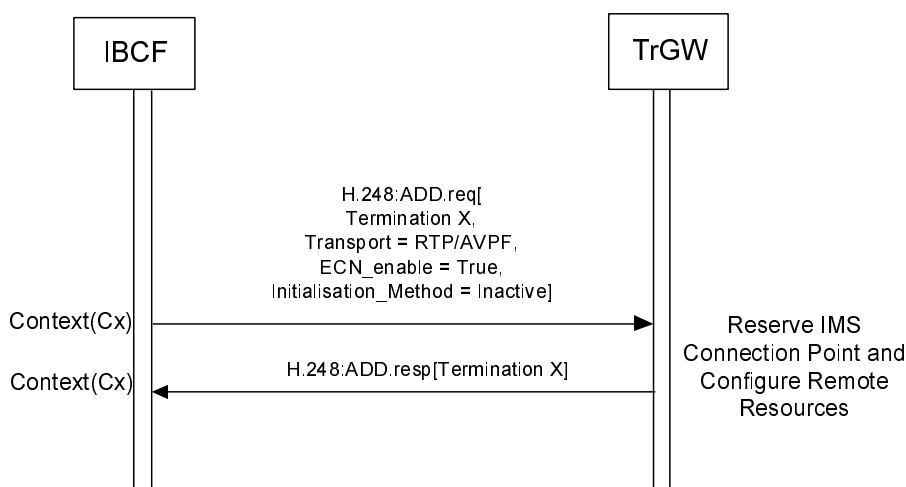 IBCF
TrGW
H.248:ADD.req[
Termination X,
Transport = RTP/AVPF,
ECN_enable = True,
Initialisation_Method = Inactive]
Context(Cx)
Reserve IMS
Connection Point and
Configure Remote
Resources
H.248:ADD.resp[Termination X]
Context(Cx)